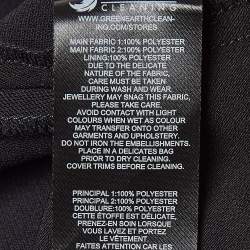 CLEANING
WWW.GREENEARTHCLEAN-
ING.COM/STORES
MAIN FABRIC 1:100% POLYESTER
MAIN FABRIC 2:100% POLYESTER
LINING:100% POLYESTER
DUE TO THE DELICATE
NATURE OF THE FABRIC,
CARE MUST BE TAKEN
DURING WASH AND WEAR.
JEWELLERY MAY SNAG THIS FABRIC,
PLEASE TAKE CARE.
AVOID CONTACT WITH LIGHT
COLOURS WHEN WET AS COLOUR
MAY TRANSFER ONTO OTHER
GARMENTS AND UPHOLSTERY.
DO NOT IRON THE EMBELLISHMENTS.
PLACE IN A DELICATES BAG
PRIOR TO DRY CLEANING.
COVER TRIMS BEFORE CLEANING.
PRINCIPAL 1:100% POLYESTER
PRINCIPAL 2:100% POLYESTER
DOUBLURE:100% POLYESTER
CETTE ÉTOFFE EST DÉLICATE,
PRENEZ-EN SOIN LORSQUE
VOUS LAVEZ ET PORTEZ
LE VÊTEMENT.
FAITES ATTENTION CAR LES